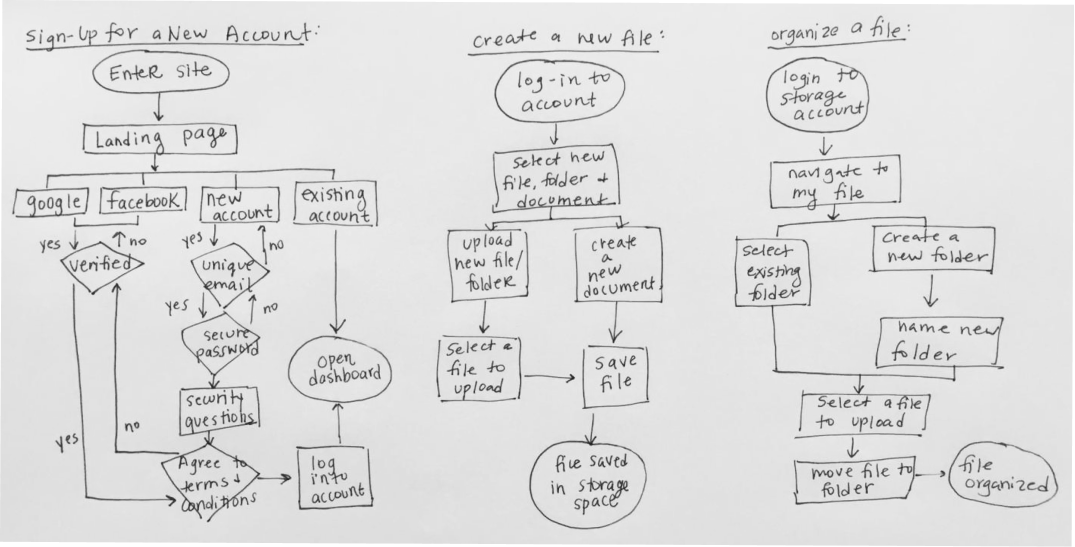 Sign-Up for a New Account:
Enter site
Landing page
google
facebook
new
account
existing
account
yes
no
verified
yes
no
unique
email
yes
no
secure
password
security
questions
yes
no
Agree to
terms &
conditions
log
into
account
open
dashboard
create a new file:
log-in to
account
Select new
file, folder &
document
upload
new file/
folder
create
a
new
document
Select a
file to
upload
save
file
file saved
in storage
space
organize a file:
login to
storage
account
navigate to
my file
Select
existing
folder
Create a
new folder
name new
folder
Select a file
to upload
move file to
folder
file
organized